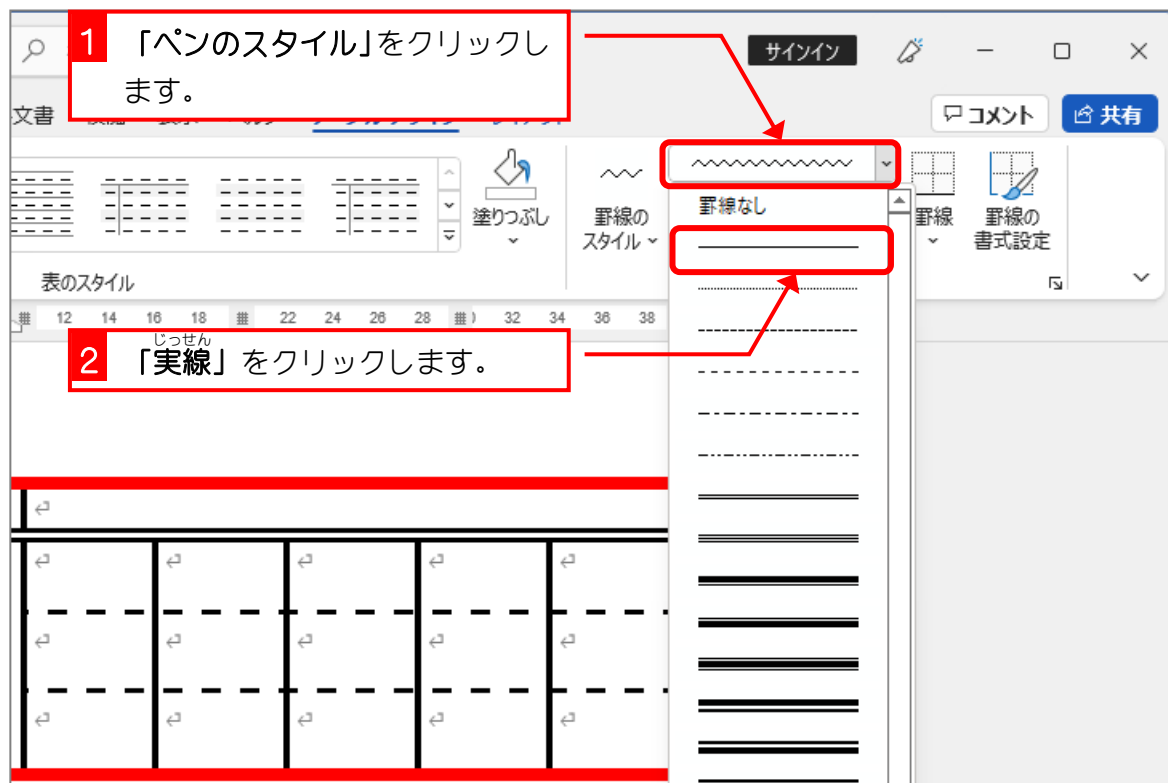 1 「ペンのスタイル」をクリックし
ます。
サインイン
文書
コメント
共有
塗りつぶし
罫線の
スタイル
罫線なし
罫線
罫線の
書式設定
表のスタイル
12 14 16 18 22 24 26 28 32 34 36 38
じっせん
2 「実線」をクリックします。